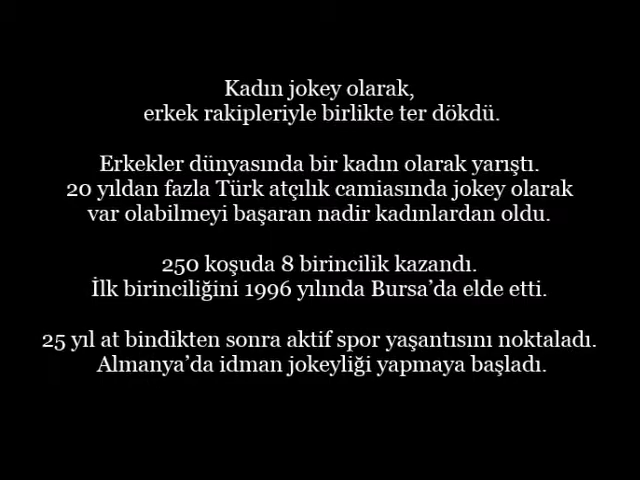 Kadın jokey olarak,
erkek rakipleriyle birlikte ter dökdü.
Erkekler dünyasında bir kadın olarak yarıştı.
20 yıldan fazla Türk atçılık camiasında jokey olarak
var olabilmeyi başaran nadir kadınlardan oldu.
250 koşuda 8 birincilik kazandı.
İlk birinciliğini 1996 yılında Bursa’da elde etti.
25 yıl at bindikten sonra aktif spor yaşantısını noktaladı.
Almanya’da idman jokeyliği yapmaya başladı.